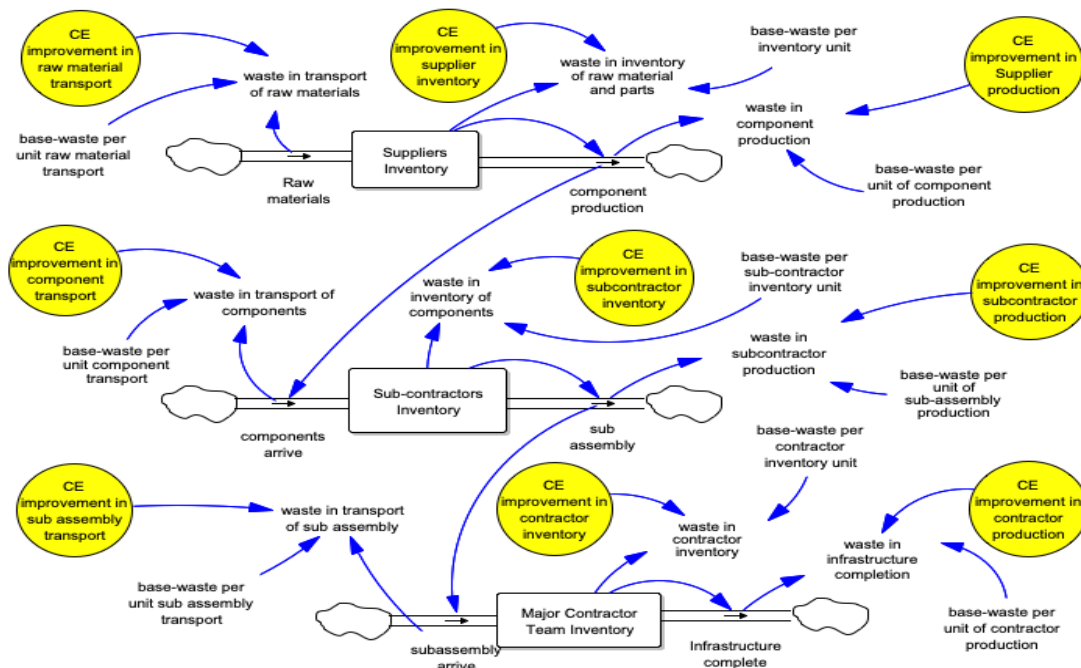 CE
improvement in
raw material
transport
waste in transport
of raw materials
base-waste per
unit raw material
transport
Raw
materials
Suppliers
Inventory
CE
improvement in
supplier
inventory
waste in inventory
of raw material
and parts
base-waste per
inventory unit
CE
improvement in
Supplier
production
waste in
component
production
base-waste per
unit of component
production
component
production
CE
improvement in
component
transport
waste in transport of
components
base-waste per
unit component
transport
components
arrive
Sub-contractors
Inventory
waste in
inventory of
components
CE
improvement in
subcontractor
inventory
base-waste per
sub-contractor
inventory unit
CE
improvement in
subcontractor
production
waste in
subcontractor
production
base-waste per
unit of
sub-assembly
production
sub
assembly
base-waste per
contractor
inventory unit
CE
improvement in
sub assembly
transport
waste in transport
of sub assembly
base-waste per
unit sub assembly
transport
subassembly
arrive
Major Contractor
Team Inventory
CE
improvement in
contractor
inventory
waste in
contractor
inventory
Infrastructure
complete
waste in
infrastructure
completion
CE
improvement in
contractor
production
base-waste per
unit of contractor
production